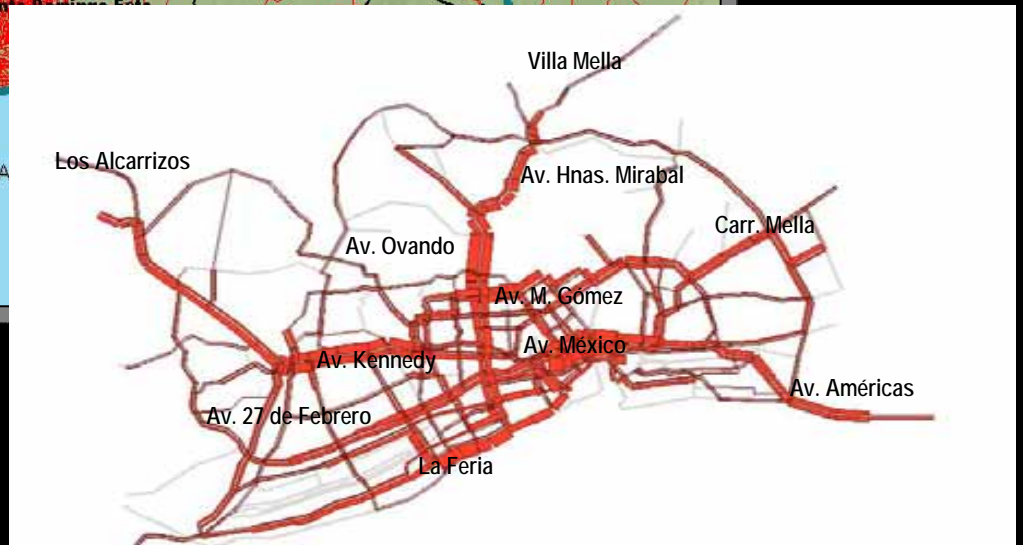 Villa Mella
Los Alcarrizos
Av. Hnas. Mirabal
Carr. Mella
Av. Ovando
Av. M. Gómez
Av. México
Av. Kennedy
Av. Américas
Av. 27 de Febrero
La Feria